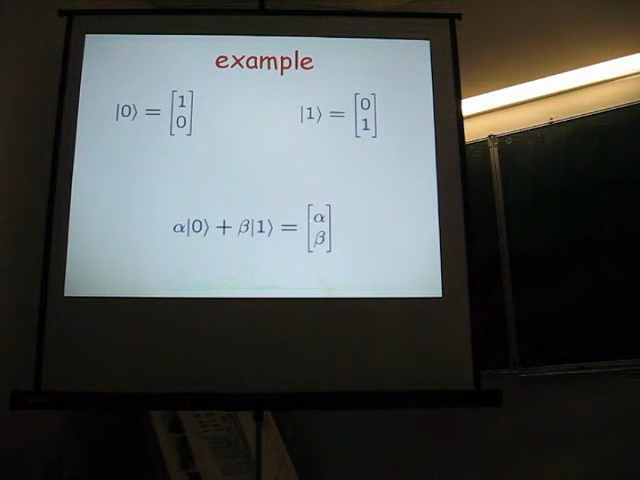 example
|0⟩ = [1 0] |1⟩ = [0 1]
α|0⟩ + β|1⟩ = [α β]